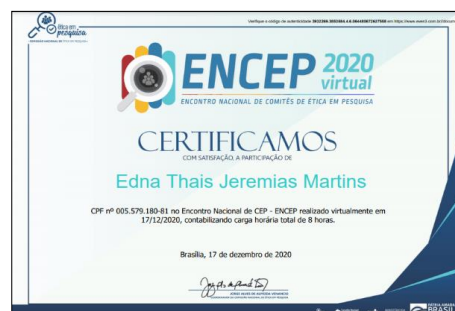 ética em
pesquisa
ENCEP 2020
virtual
ENCONTRO NACIONAL DE COMITÊS DE ÉTICA EM PESQUISA
CERTIFICAMOS
COM SATISFAÇÃO, A PARTICIPAÇÃO DE
Edna Thais Jeremias Martins
CPF nº 005.579.180-81 no Encontro Nacional de CEP - ENCEP realizado virtualmente em
17/12/2020, contabilizando carga horária total de 8 horas.
Brasília, 17 de dezembro de 2020
PÁTRIA AMADA
BRASIL